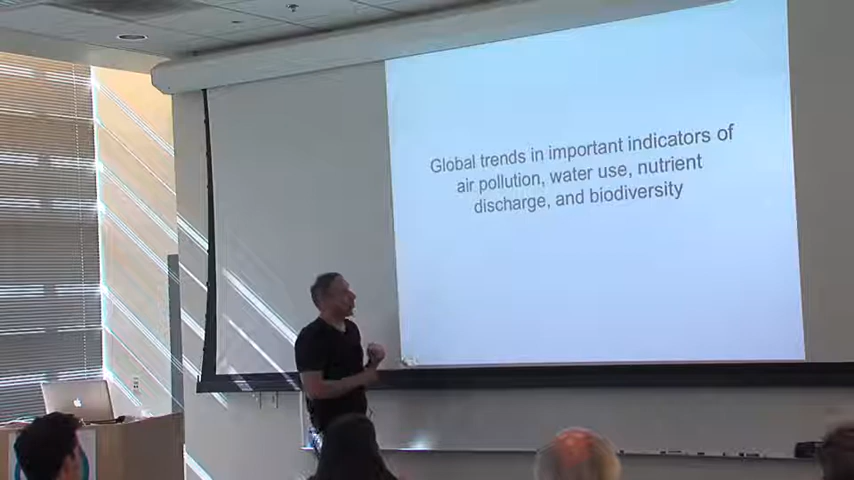 Global trends in important indicators of
air pollution, water use, nutrient
discharge, and biodiversity